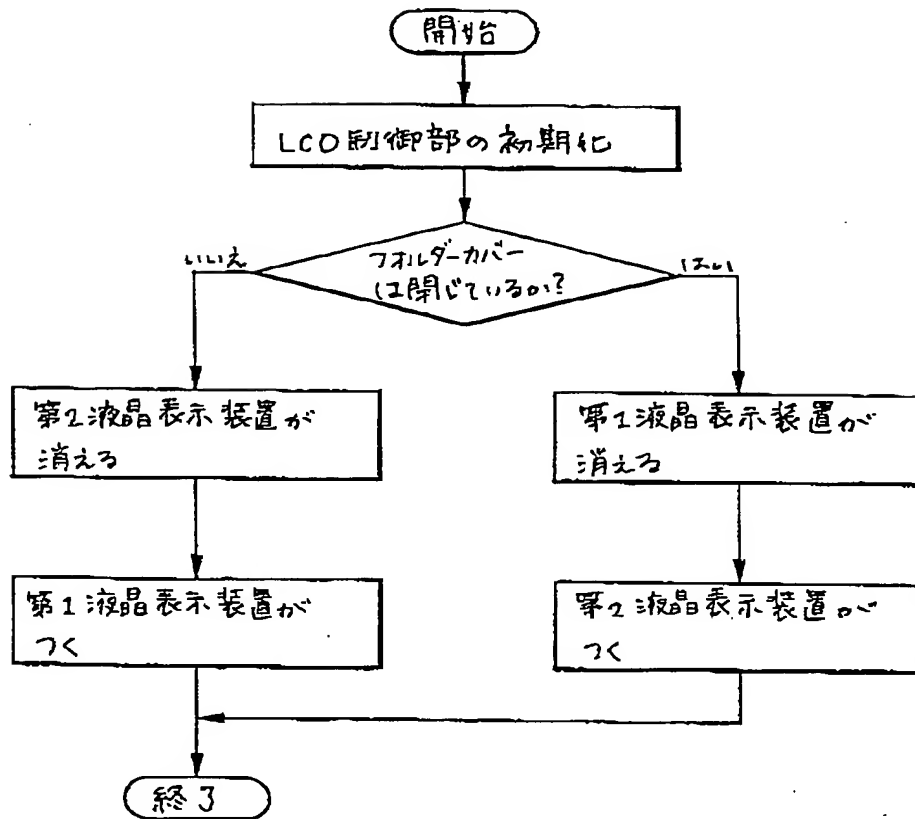 開始
LCD制御部の初期化
フォルダーカバー
は閉じているか?
いいえ
はい
第2液晶表示装置が
消える
第1液晶表示装置が
消える
第1液晶表示装置が
つく
第2液晶表示装置が
つく
終了